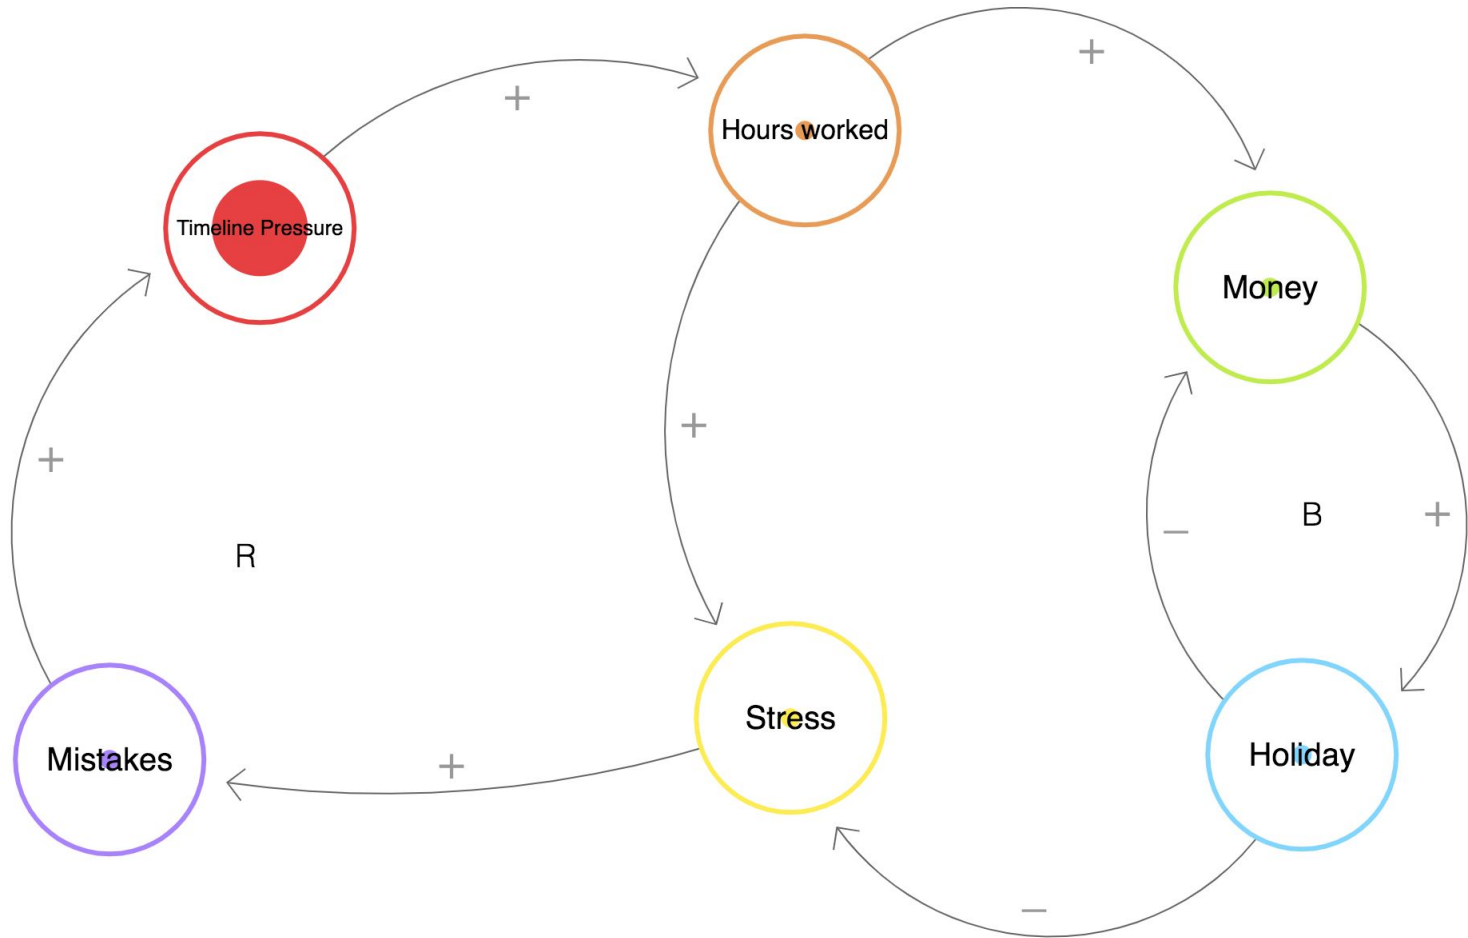 +
+
Hours worked
Timeline Pressure
Money
+
+
R
B
+
–
Stress
Mistakes
Holiday
+
–